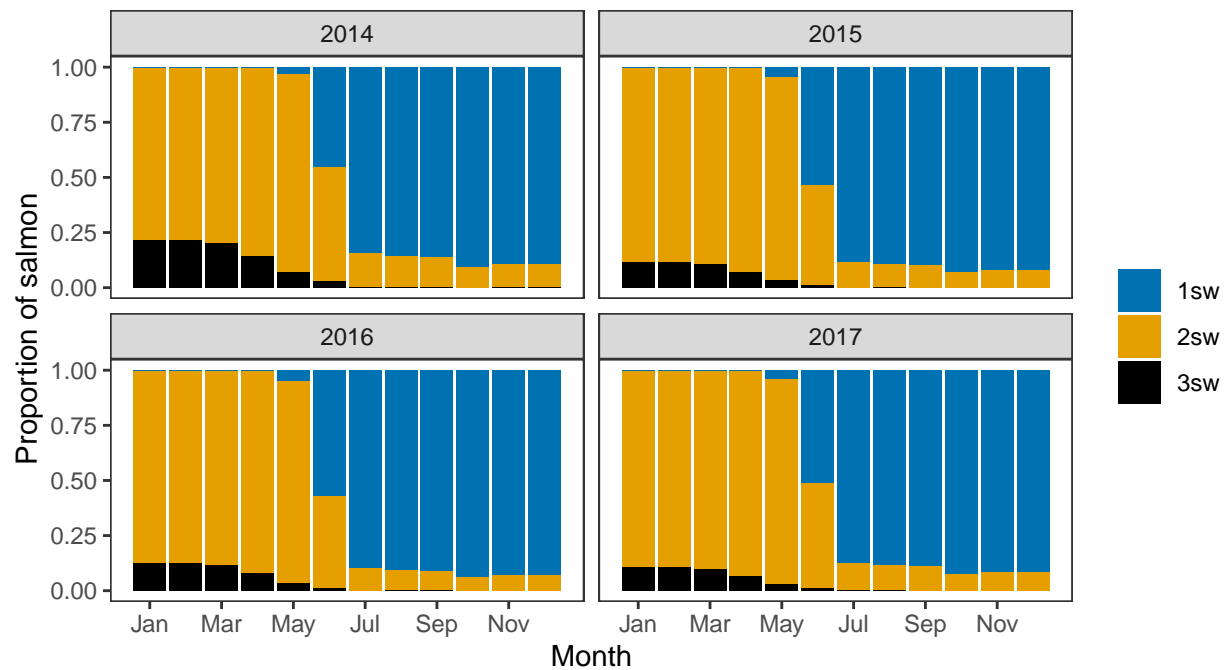 2014
2015
1.00
0.75
0.50
0.25
0.00
2016
2017
1.00
0.75
0.50
0.25
0.00
Jan Mar May Jul Sep Nov
Jan Mar May Jul Sep Nov
Month
Proportion of salmon
1sw
2sw
3sw